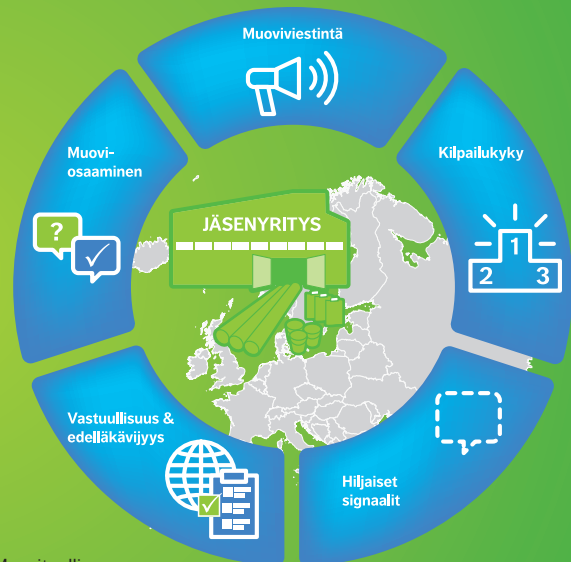 Muoviviestintä
Kilpailukyky
1
2 3
Hiljaiset
signaalit
Vastuullisuus &
edelläkävijyys
Muovi-
osaaminen
?
JÄSENYRITYS